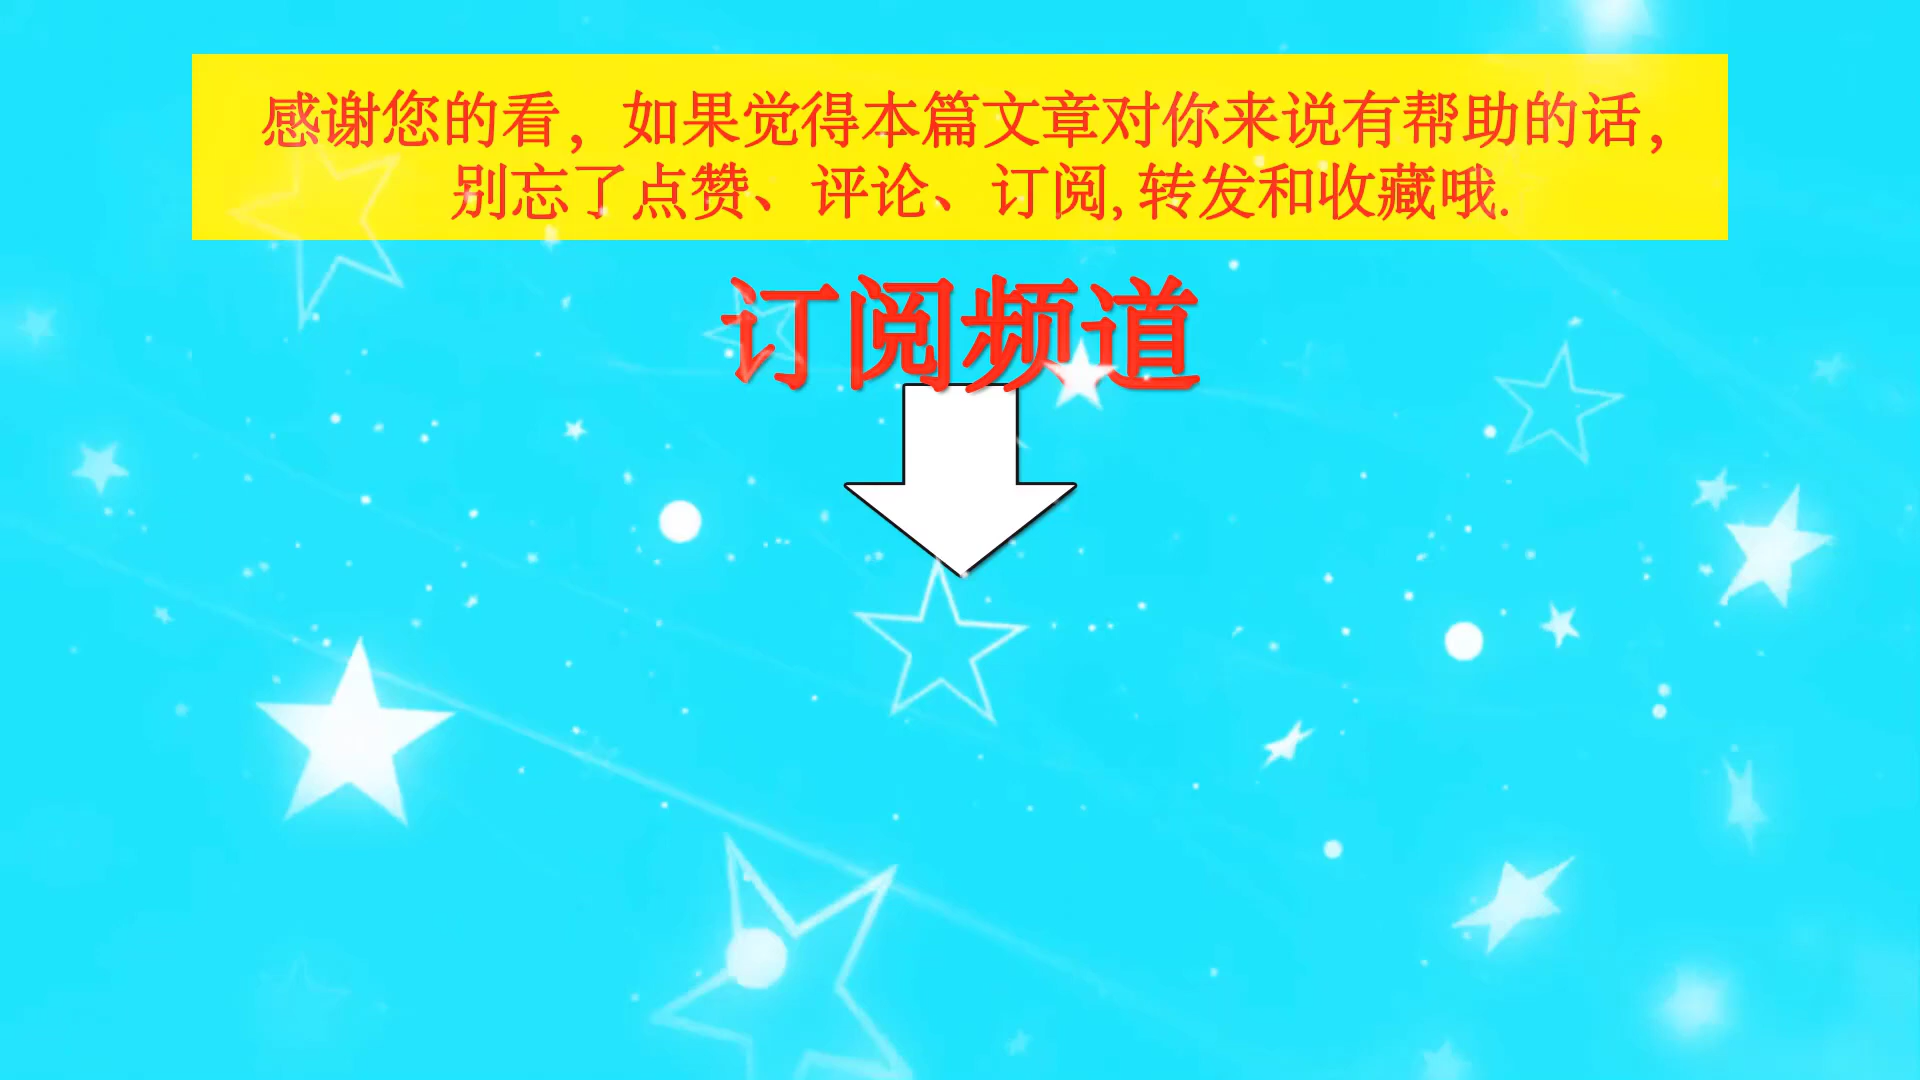 感谢您的看，如果觉得本篇文章对你来说有帮助的话，
别忘了点赞、评论、订阅,转发和收藏哦.
订阅频道